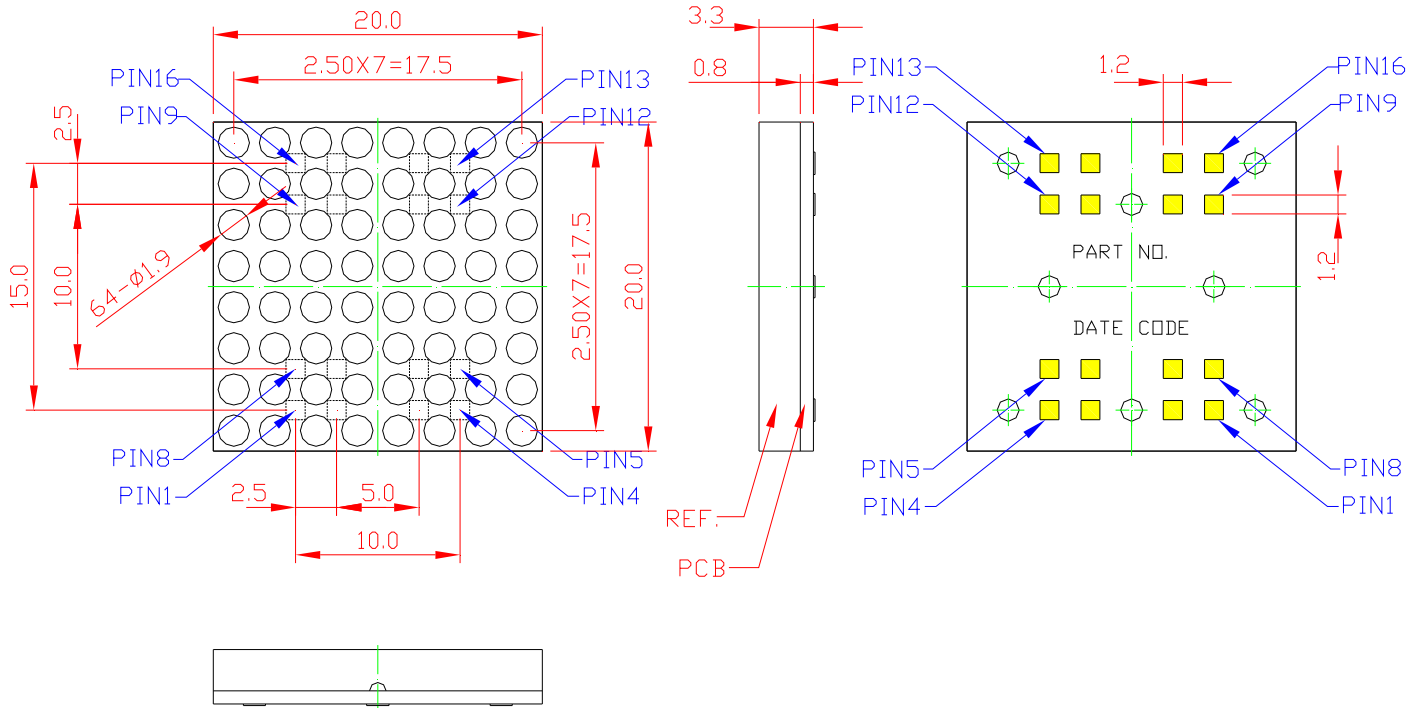 20.0
2.50X7=17.5
PIN16
PIN13
PIN9
PIN12
2.5
15.0
10.0
64-Ø1.9
2.50X7=17.5
20.0
PIN8
PIN5
PIN1
PIN4
2.5
5.0
10.0
3.3
0.8
REF.
PCB
PIN13
1.2
PIN16
PIN12
PIN9
1.2
PART NO.
DATE CODE
PIN5
PIN8
PIN4
PIN1